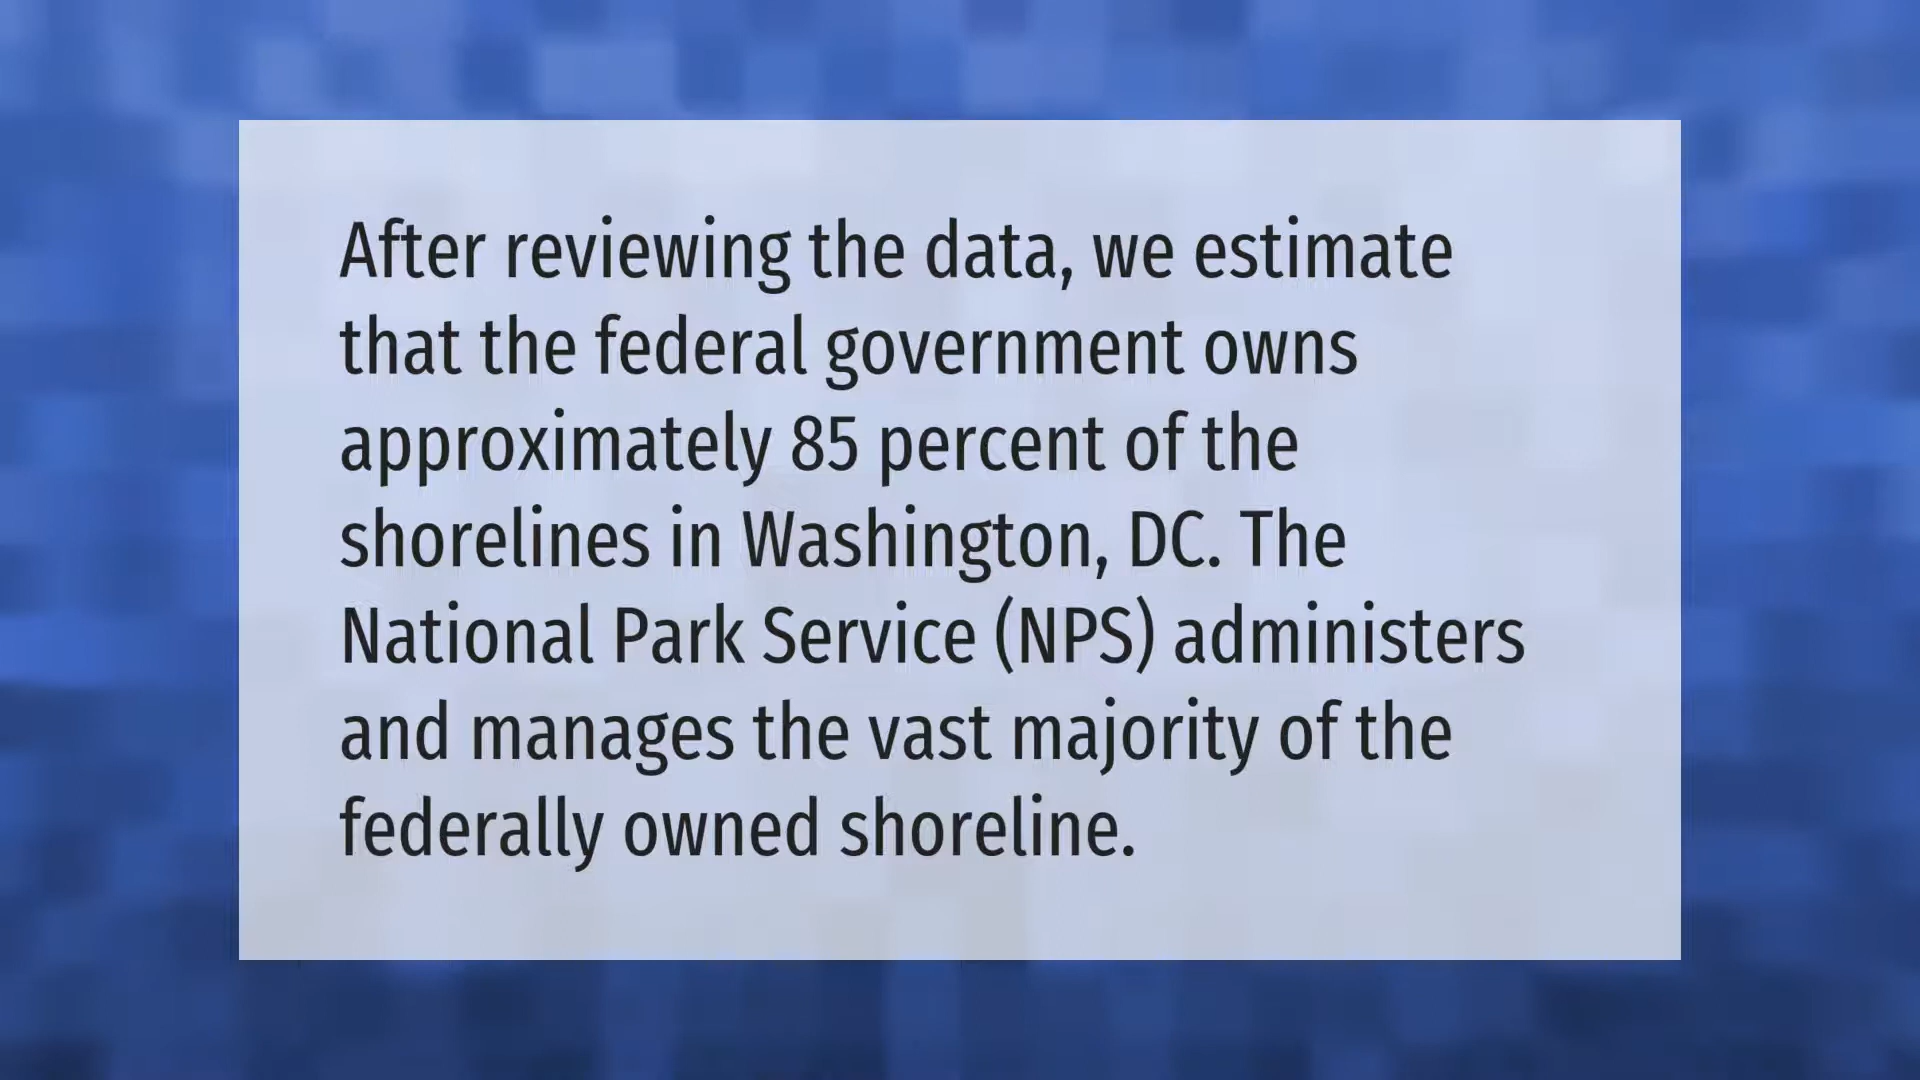 After reviewing the data, we estimate
that the federal government owns
approximately 85 percent of the
shorelines in Washington, DC. The
National Park Service (NPS) administers
and manages the vast majority of the
federally owned shoreline.